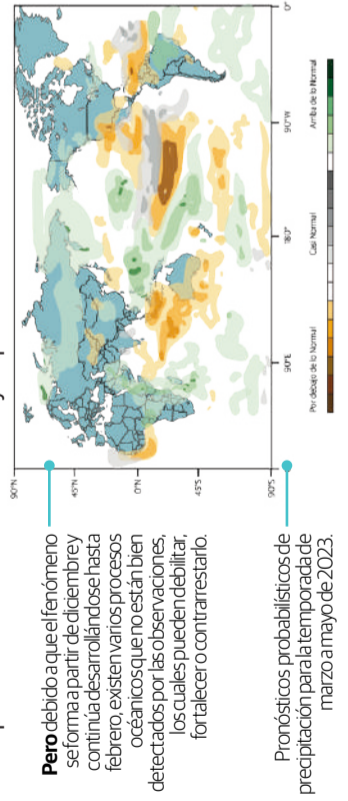 Pero debido a que el fenómeno
se forma a partir de diciembre y
continúa desarrollándose hasta
febrero, existen varios procesos
océanicos que no están bien
detectados por las observaciones,
los cuales pueden debilitar,
fortalecer o contrarrestarlo.
Pronósticos probabilísticos de
precipitación para la temporada de
marzo a mayo de 2023.
90°N
45°N
0°N
45°S
90°S
90°E
180°
90°W
0°
Por debajo de lo Normal
Casi Normal
Arriba de lo Normal